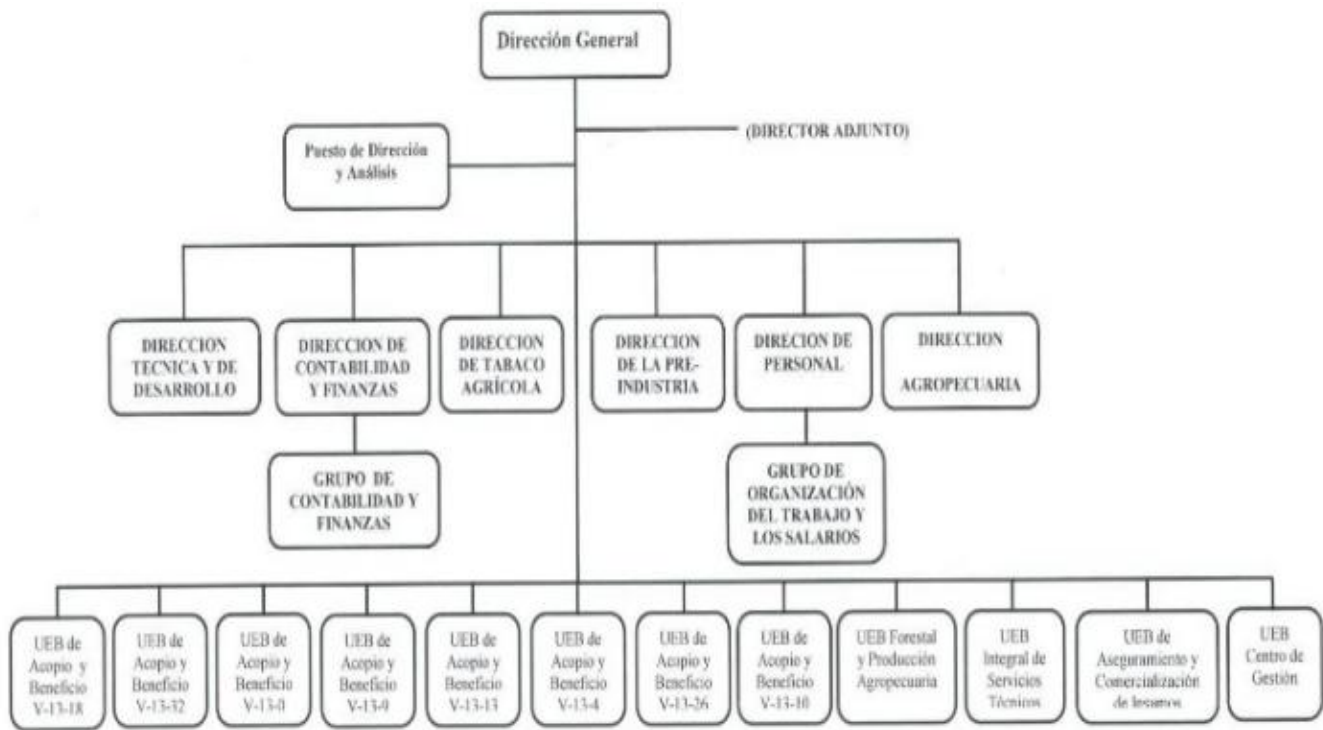 Dirección General
(DIRECTOR ADJUNTO)
Puesto de Dirección
y Análisis
DIRECCION
TECNICA Y DE
DESARROLLO
DIRECCION DE
CONTABILIDAD
Y FINANZAS
DIRECCION
DE TABACO
AGRÍCOLA
DIRECCION
DE LA PRE-
INDUSTRIA
DIRECION DE
PERSONAL
DIRECCION
AGROPECUARIA
GRUPO DE
CONTABILIDAD Y
FINANZAS
GRUPO DE
ORGANIZACIÓN
DEL TRABAJO Y
LOS SALARIOS
UEB de
Acopio y
Beneficio
V-13-18
UEB de
Acopio y
Beneficio
V-13-32
UEB de
Acopio y
Beneficio
V-13-0
UEB de
Acopio y
Beneficio
V-13-9
UEB de
Acopio y
Beneficio
V-13-13
UEB de
Acopio y
Beneficio
V-13-4
UEB de
Acopio y
Beneficio
V-13-26
UEB de
Acopio y
Beneficio
V-13-10
UEB Forestal
y Producción
Agropecuaria
UEB
Integral de
Servicios
Técnicos
UEB de
Aseguramiento y
Comercialización
de Insumos
UEB
Centro de
Gestión